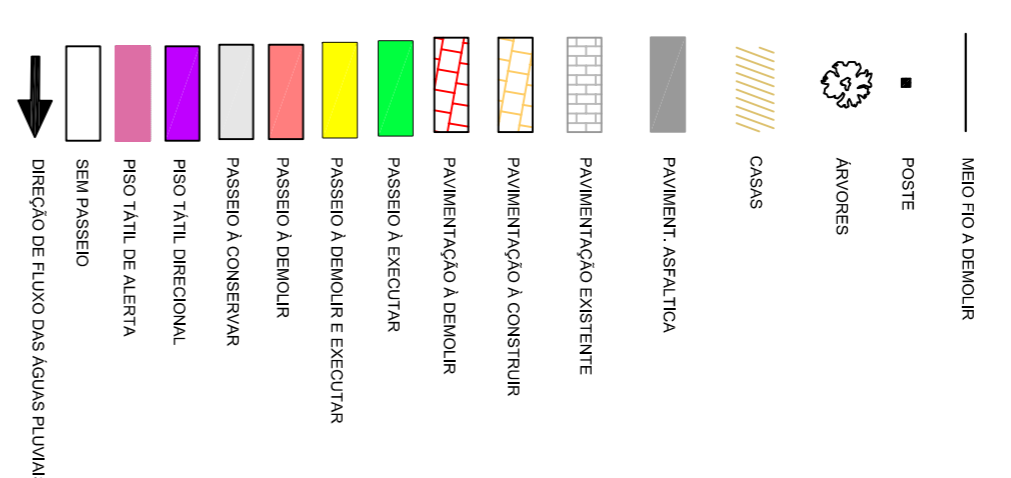 MEIO FIO A DEMOLIR
POSTE
ÁRVORES
CASAS
PAVIMENT. ASFALTICA
PAVIMENTAÇÃO EXISTENTE
PAVIMENTAÇÃO À CONSTRUIR
PAVIMENTAÇÃO À DEMOLIR
PASSEIO À EXECUTAR
PASSEIO À DEMOLIR E EXECUTAR
PASSEIO À DEMOLIR
PASSEIO À CONSERVAR
PISO TÁTIL DIRECIONAL
PISO TÁTIL DE ALERTA
SEM PASSEIO
DIREÇÃO DE FLUXO DAS ÁGUAS PLUVIAI